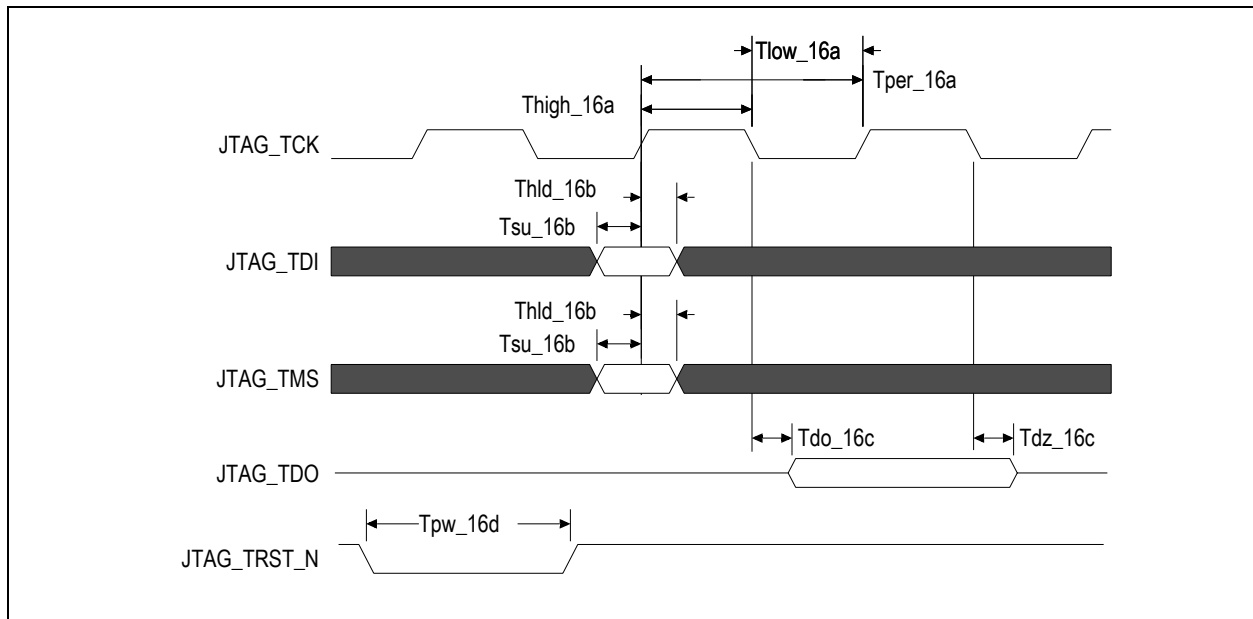 Tlow_16a
Tper_16a
Thigh_16a
JTAG_TCK
Thld_16b
Tsu_16b
JTAG_TDI
Thld_16b
Tsu_16b
JTAG_TMS
Tdo_16c
Tdz_16c
JTAG_TDO
Tpw_16d
JTAG_TRST_N